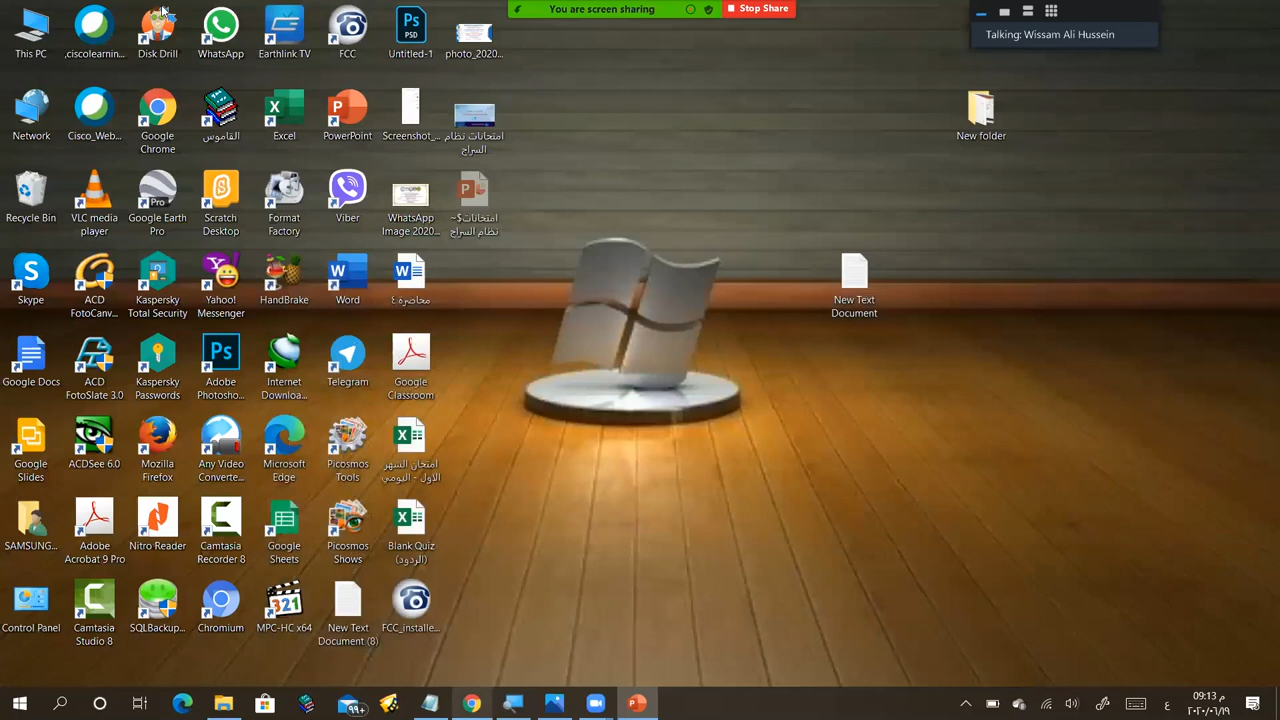 You are screen sharing
Stop Share
Talking: Wissam Ali Hussein
This PC
,ciscolearnin...
Disk Drill
WhatsApp
Earthlink TV
FCC
Untitled-1
photo_2020...
Network
Cisco_Web...
Google
Chrome
القاموس
Excel
PowerPoint
Screenshot_...
امتحانات نظام
السراج
New folder
Recycle Bin
VLC media
player
Google Earth
Pro
Scratch
Desktop
Format
Factory
Viber
WhatsApp
Image 2020...
~$امتحانات
نظام السراج
Skype
ACD
FotoCanv...
Kaspersky
Total Security
Yahoo!
Messenger
HandBrake
Word
محاضرة ٤
New Text
Document
Google Docs
ACD
FotoSlate 3.0
Kaspersky
Passwords
Adobe
Photosho...
Internet
Downloa...
Telegram
Google
Classroom
Google
Slides
ACDSee 6.0
Mozilla
Firefox
Any Video
Converte...
Microsoft
Edge
Picosmos
Tools
امتحان الشهر
الاول - اليومي
SAMSUNG...
Adobe
Acrobat 9 Pro
Nitro Reader
Camtasia
Recorder 8
Google
Sheets
Picosmos
Shows
Blank Quiz
(الردود)
Control Panel
Camtasia
Studio 8
SQLBackup...
Chromium
MPC-HC x64
New Text
Document (8)
FCC_installe...
٩٩+
ع
09:13 م
٢٠٢٠/٠٦/١٩